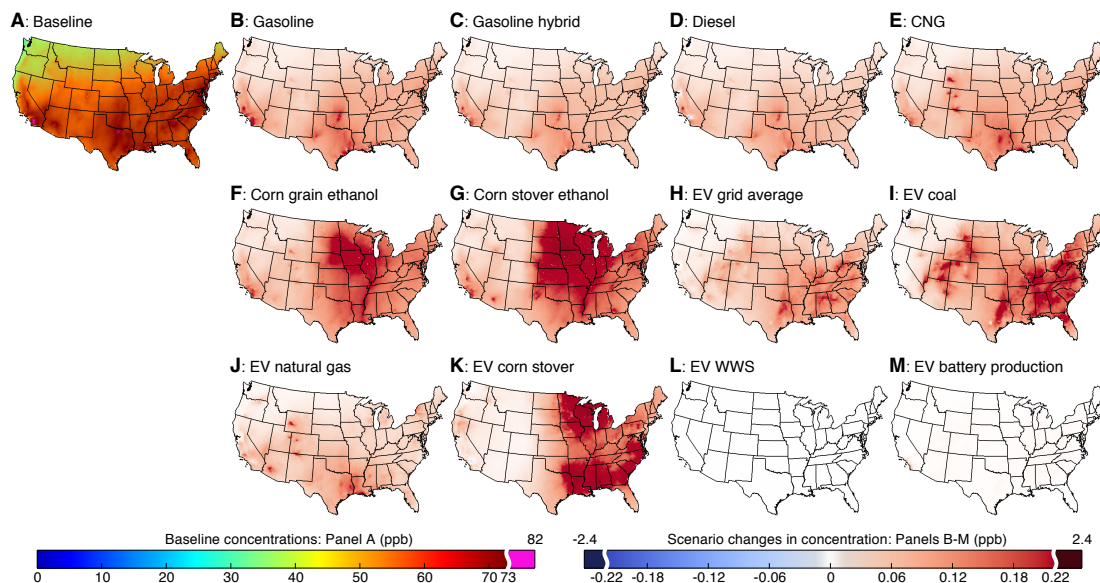 A: Baseline
B: Gasoline
C: Gasoline hybrid
D: Diesel
E: CNG
F: Corn grain ethanol
G: Corn stover ethanol
H: EV grid average
I: EV coal
J: EV natural gas
K: EV corn stover
L: EV WWS
M: EV battery production
Baseline concentrations: Panel A (ppb) 82
0 10 20 30 40 50 60 70 73
-2.4 Scenario changes in concentration: Panels B-M (ppb) 2.4
-0.22 -0.18 -0.12 -0.06 0 0.06 0.12 0.18 0.22